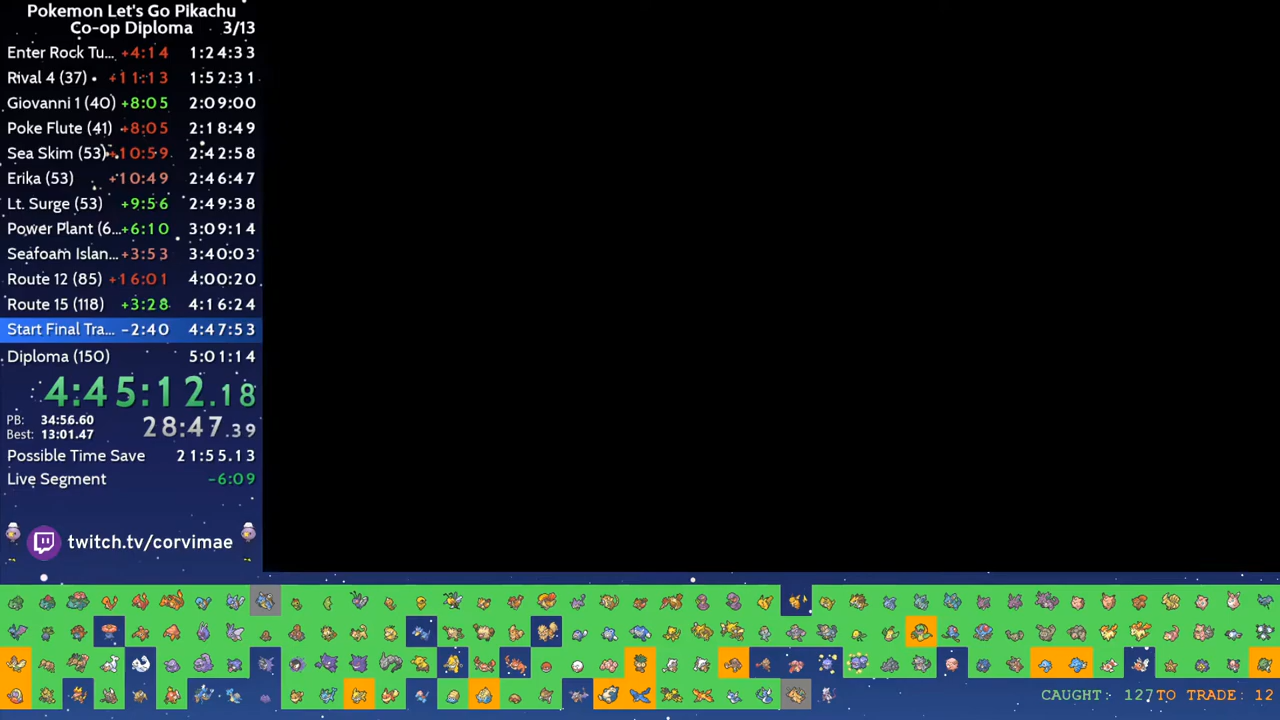 Pokemon Let's Go Pikachu
Co-op Diploma 3/13
Enter Rock Tu... +4:14 1:24:33
Rival 4 (37) +11:13 1:52:31
Giovanni 1 (40) +8:05 2:09:00
Poke Flute (41) +8:05 2:18:49
Sea Skim (53) +10:59 2:42:58
Erika (53) +10:49 2:46:47
Lt. Surge (53) +9:56 2:49:38
Power Plant (6... +6:10 3:09:14
Seafoam Islan... +3:53 3:40:03
Route 12 (85) +16:01 4:00:20
Route 15 (118) +3:28 4:16:24
Start Final Tra... -2:40 4:47:53
Diploma (150) 5:01:14
4:45:12.18
PB: 34:56.60
Best: 13:01.47
28:47.39
Possible Time Save 21:55.13
Live Segment -6:09
twitch.tv/corvimae
CAUGHT: 127 TO TRADE: 12